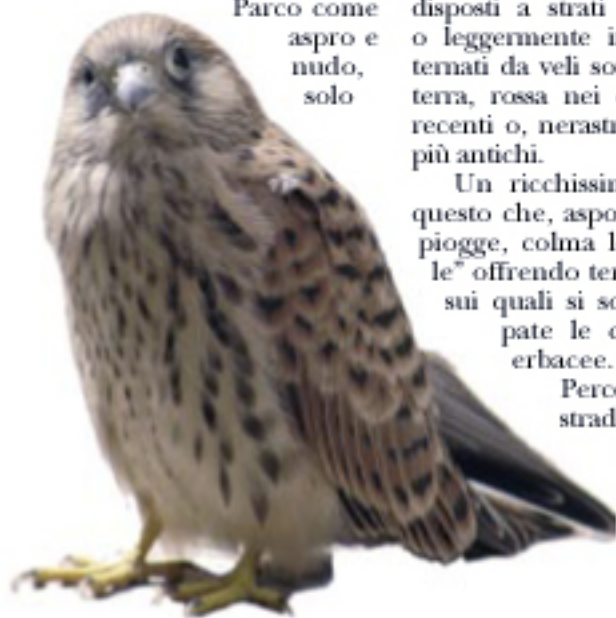 Parco come
aspro e
nudo,
solo
disposti a strati
o leggermente
ternati da veli
terra, rossa nei
recenti o, nerastr
più antichi.
Un ricchissim
questo che, aspo
piogge, colma l
le” offrendo ter
sui quali si so
pate le
erbacee.
Perc
strad